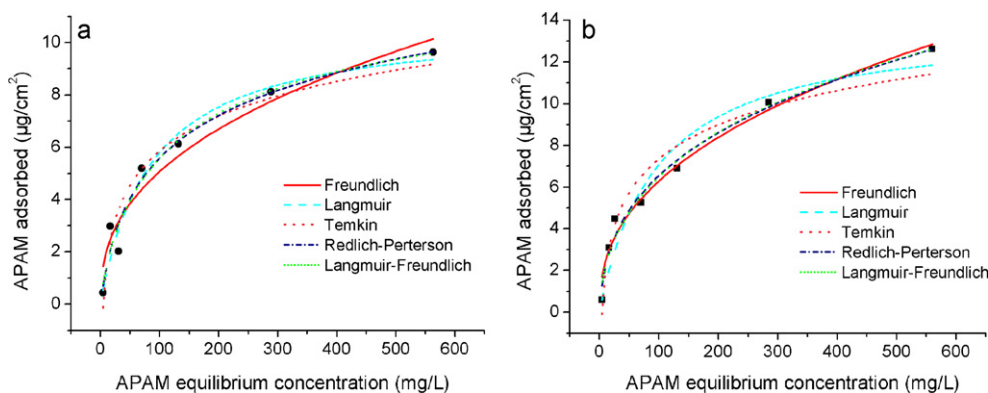 a
APAM adsorbed (μg/cm²)
10
8
6
4
2
0
Freundlich
Langmuir
Temkin
Redlich-Perterson
Langmuir-Freundlich
0 100 200 300 400 500 600
APAM equilibrium concentration (mg/L)
b
APAM adsorbed (μg/cm²)
14
12
10
8
6
4
2
0
Freundlich
Langmuir
Temkin
Redlich-Perterson
Langmuir-Freundlich
0 100 200 300 400 500 600
APAM equilibrium concentration (mg/L)